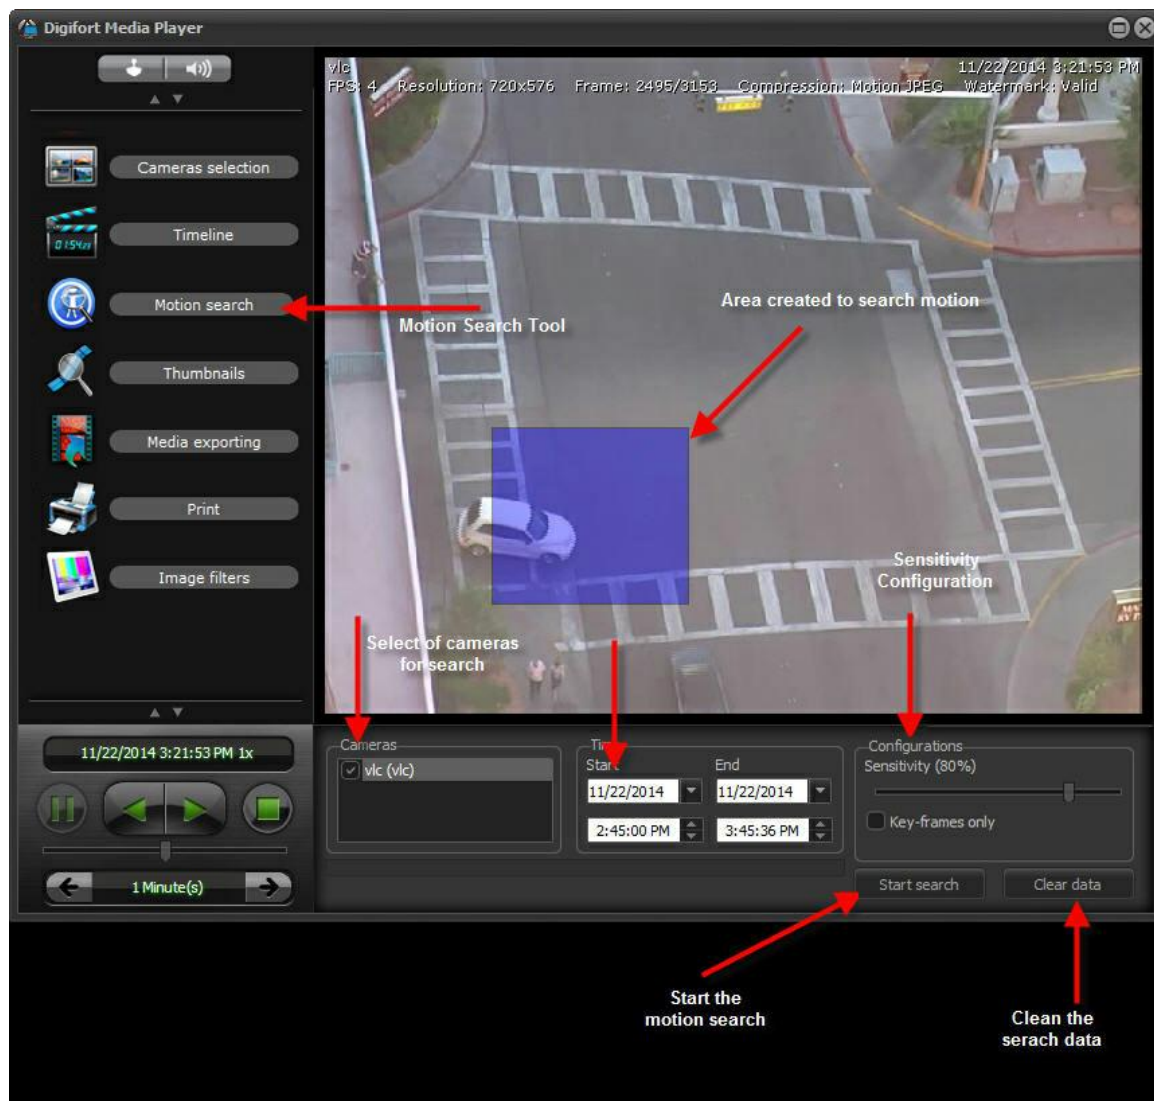 Digifort Media Player
vlc
11/22/2014 3:21:53 PM
FPS: 4 Resolution: 720x576 Frame: 2495/3153 Compression: Motion JPEG Watermark: Valid
Cameras selection
Timeline
Motion search
Thumbnails
Media exporting
Print
Image filters
Motion Search Tool
Area created to search motion
Sensitivity
Configuration
Select of cameras
for search
11/22/2014 3:21:53 PM 1x
1 Minute(s)
Cameras
vlc (vlc)
Start
End
11/22/2014
11/22/2014
2:45:00 PM
3:45:36 PM
Configurations
Sensitivity (80%)
Key-frames only
Start search
Clear data
Start the
motion search
Clean the
serach data